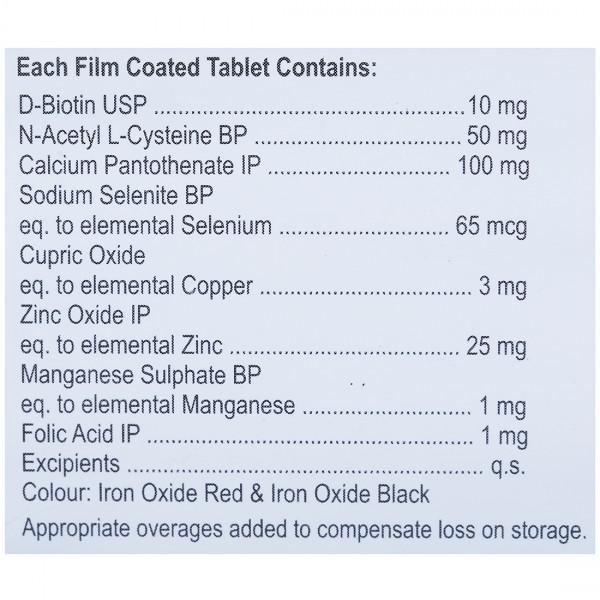 Each Film Coated Tablet Contains:
D-Biotin USP ................................................ 10 mg
N-Acetyl L-Cysteine BP ................................ 50 mg
Calcium Pantothenate IP ............................ 100 mg
Sodium Selenite BP
eq. to elemental Selenium .......................... 65 mcg
Cupric Oxide
eq. to elemental Copper ................................. 3 mg
Zinc Oxide IP
eq. to elemental Zinc .................................... 25 mg
Manganese Sulphate BP
eq. to elemental Manganese .......................... 1 mg
Folic Acid IP ................................................... 1 mg
Excipients ....................................................... q.s.
Colour: Iron Oxide Red & Iron Oxide Black
Appropriate overages added to compensate loss on storage.